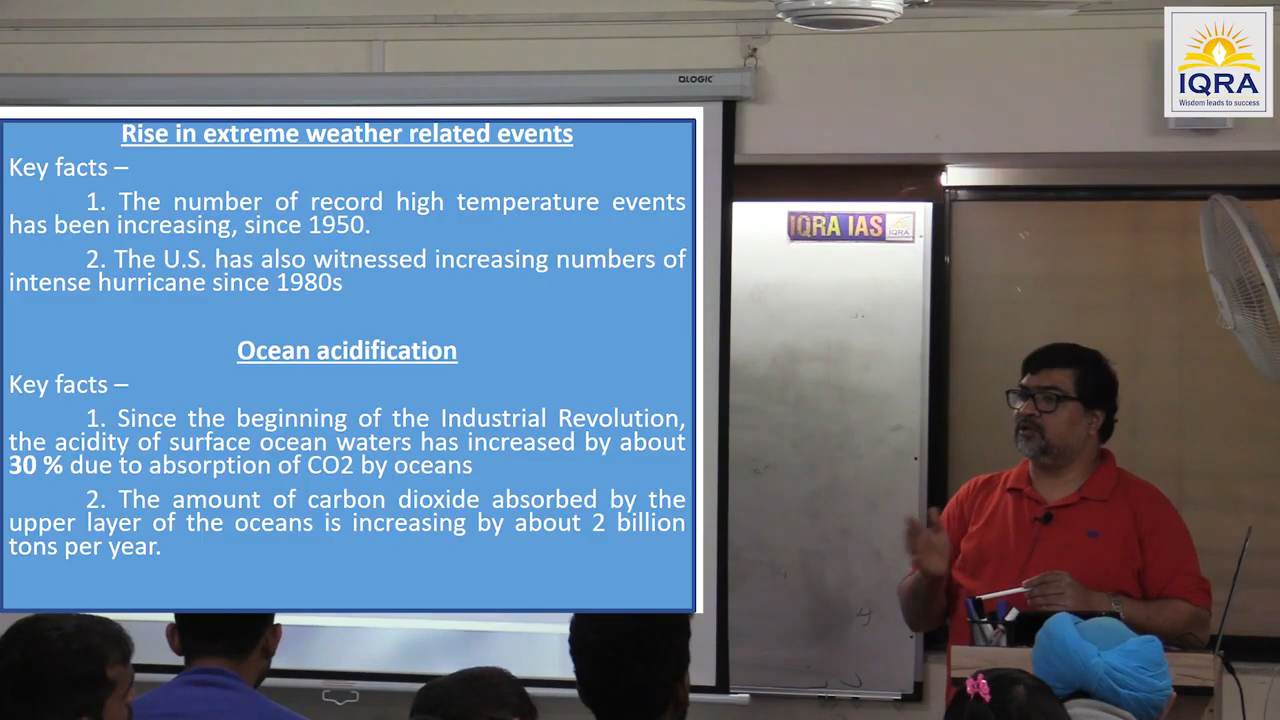 QLOGIC
IQRA
Wisdom leads to success
Rise in extreme weather related events
Key facts –
1. The number of record high temperature events
has been increasing, since 1950.
2. The U.S. has also witnessed increasing numbers of
intense hurricane since 1980s
Ocean acidification
Key facts –
1. Since the beginning of the Industrial Revolution,
the acidity of surface ocean waters has increased by about
30 % due to absorption of CO2 by oceans
2. The amount of carbon dioxide absorbed by the
upper layer of the oceans is increasing by about 2 billion
tons per year.
IQRA IAS
IQRA